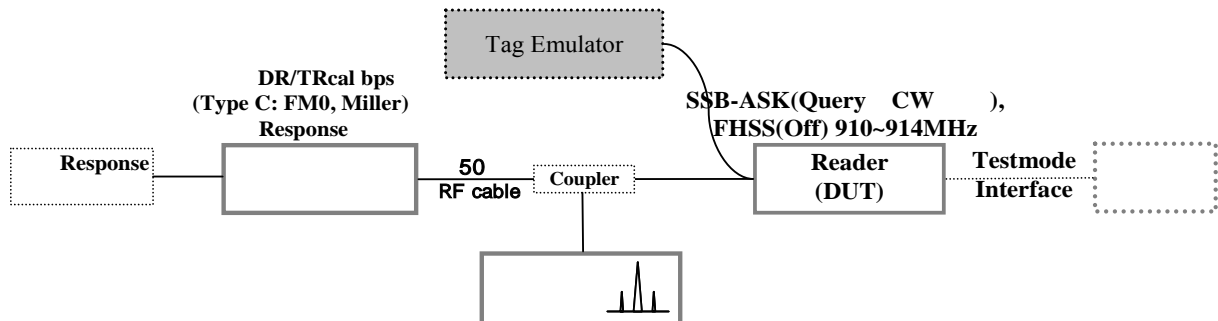 Tag Emulator
DR/TRcal bps
(Type C: FM0, Miller)
Response
SSB-ASK(Query CW ),
FHSS(Off) 910~914MHz
Response
50
RF cable
Coupler
Reader
(DUT)
Testmode
Interface